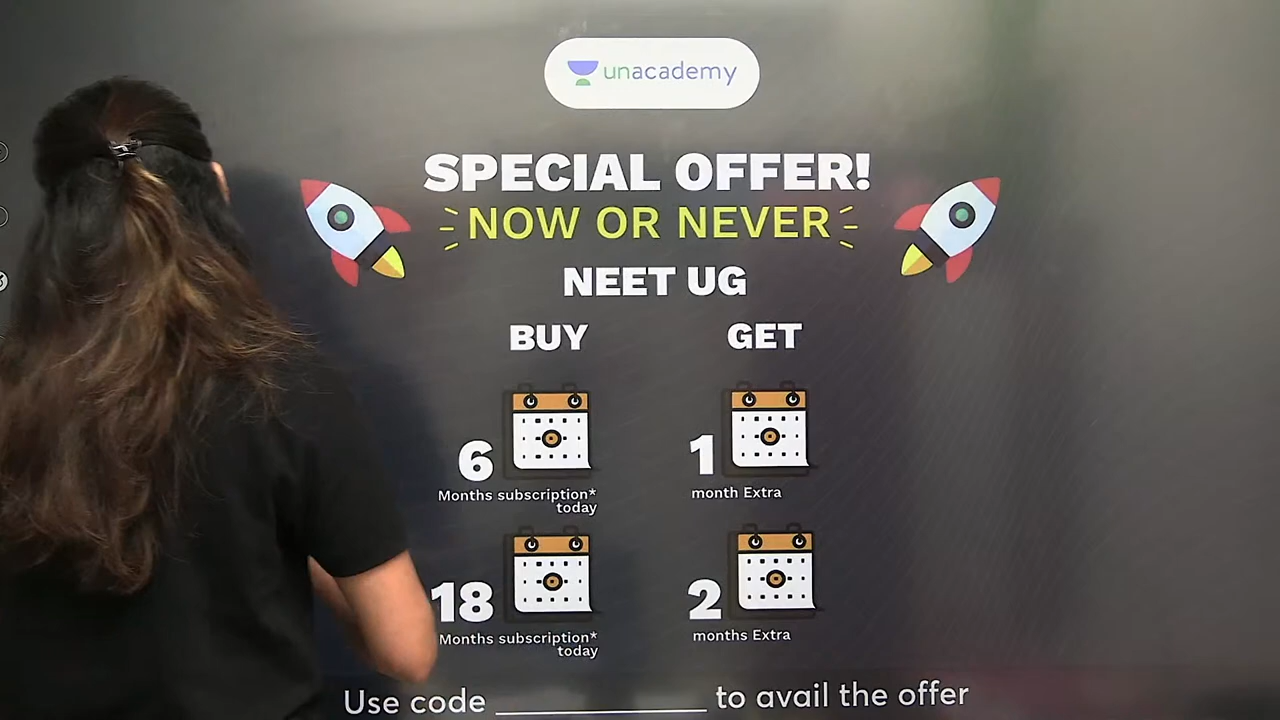 unacademy
SPECIAL OFFER!
NOW OR NEVER
NEET UG
BUY GET
6 1
Months subscription* month Extra
today
18 2
Months subscription* months Extra
today
Use code __________ to avail the offer